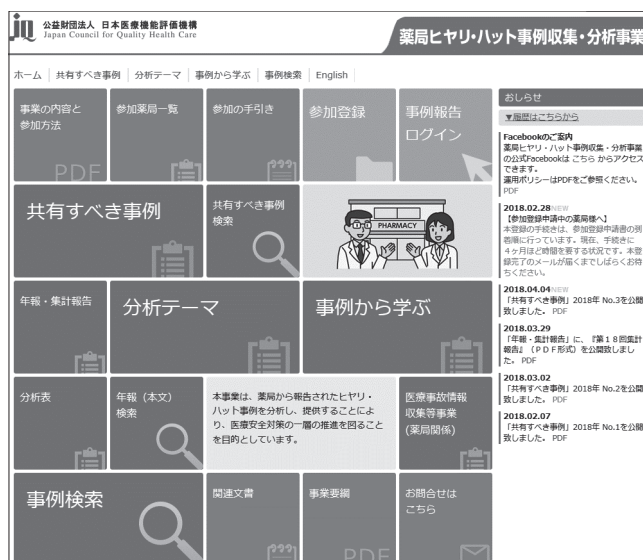 公益財団法人 日本医療機能評価機構
Japan Council for Quality Health Care
薬局ヒヤリ・ハット事例収集・分析事業
ホーム 共有すべき事例 分析テーマ 事例から学ぶ 事例検索 English
事業の内容と
参加方法
PDF
参加薬局一覧
参加の手引き
参加登録
事例報告
ログイン
共有すべき事例
共有すべき事例
検索
PHARMACY
年報・集計報告
分析テーマ
事例から学ぶ
分析表
年報（本文）
検索
本事業は、薬局から報告されたヒヤリ・
ハット事例を分析し、提供することによ
り、医療安全対策の一層の推進を図ること
を目的としています。
医療事故情報
収集等事業
(薬局関係)
事例検索
関連文書
事業要綱
PDF
お問合せは
こちら
おしらせ
▼履歴はこちらから
Facebookのご案内
薬局ヒヤリ・ハット事例収集・分析事業
の公式Facebookは こちら からアクセス
できます。
運用ポリシーはPDFをご参照ください。
PDF
2018.02.28NEW
【参加登録申請中の薬局様へ】
本登録の手続きは、参加登録申請書の到
着順に行っています。現在、手続きに
４ヶ月ほど時間を要する状況です。本登
録完了のメールが届くまでしばらくお待
ちください。
2018.04.04NEW
「共有すべき事例」2018年 No.3を公開
致しました。 PDF
2018.03.29
「年報・集計報告」に、『第１８回集計
報告』（ＰＤＦ形式）を公開致しまし
た。 PDF
2018.03.02
「共有すべき事例」2018年 No.2を公開
致しました。 PDF
2018.02.07
「共有すべき事例」2018年 No.1を公開
致しました。 PDF